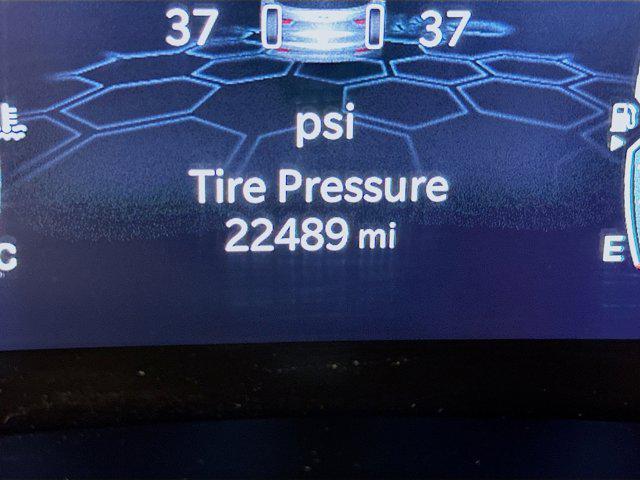 37 37
psi
Tire Pressure
22489 mi
C E